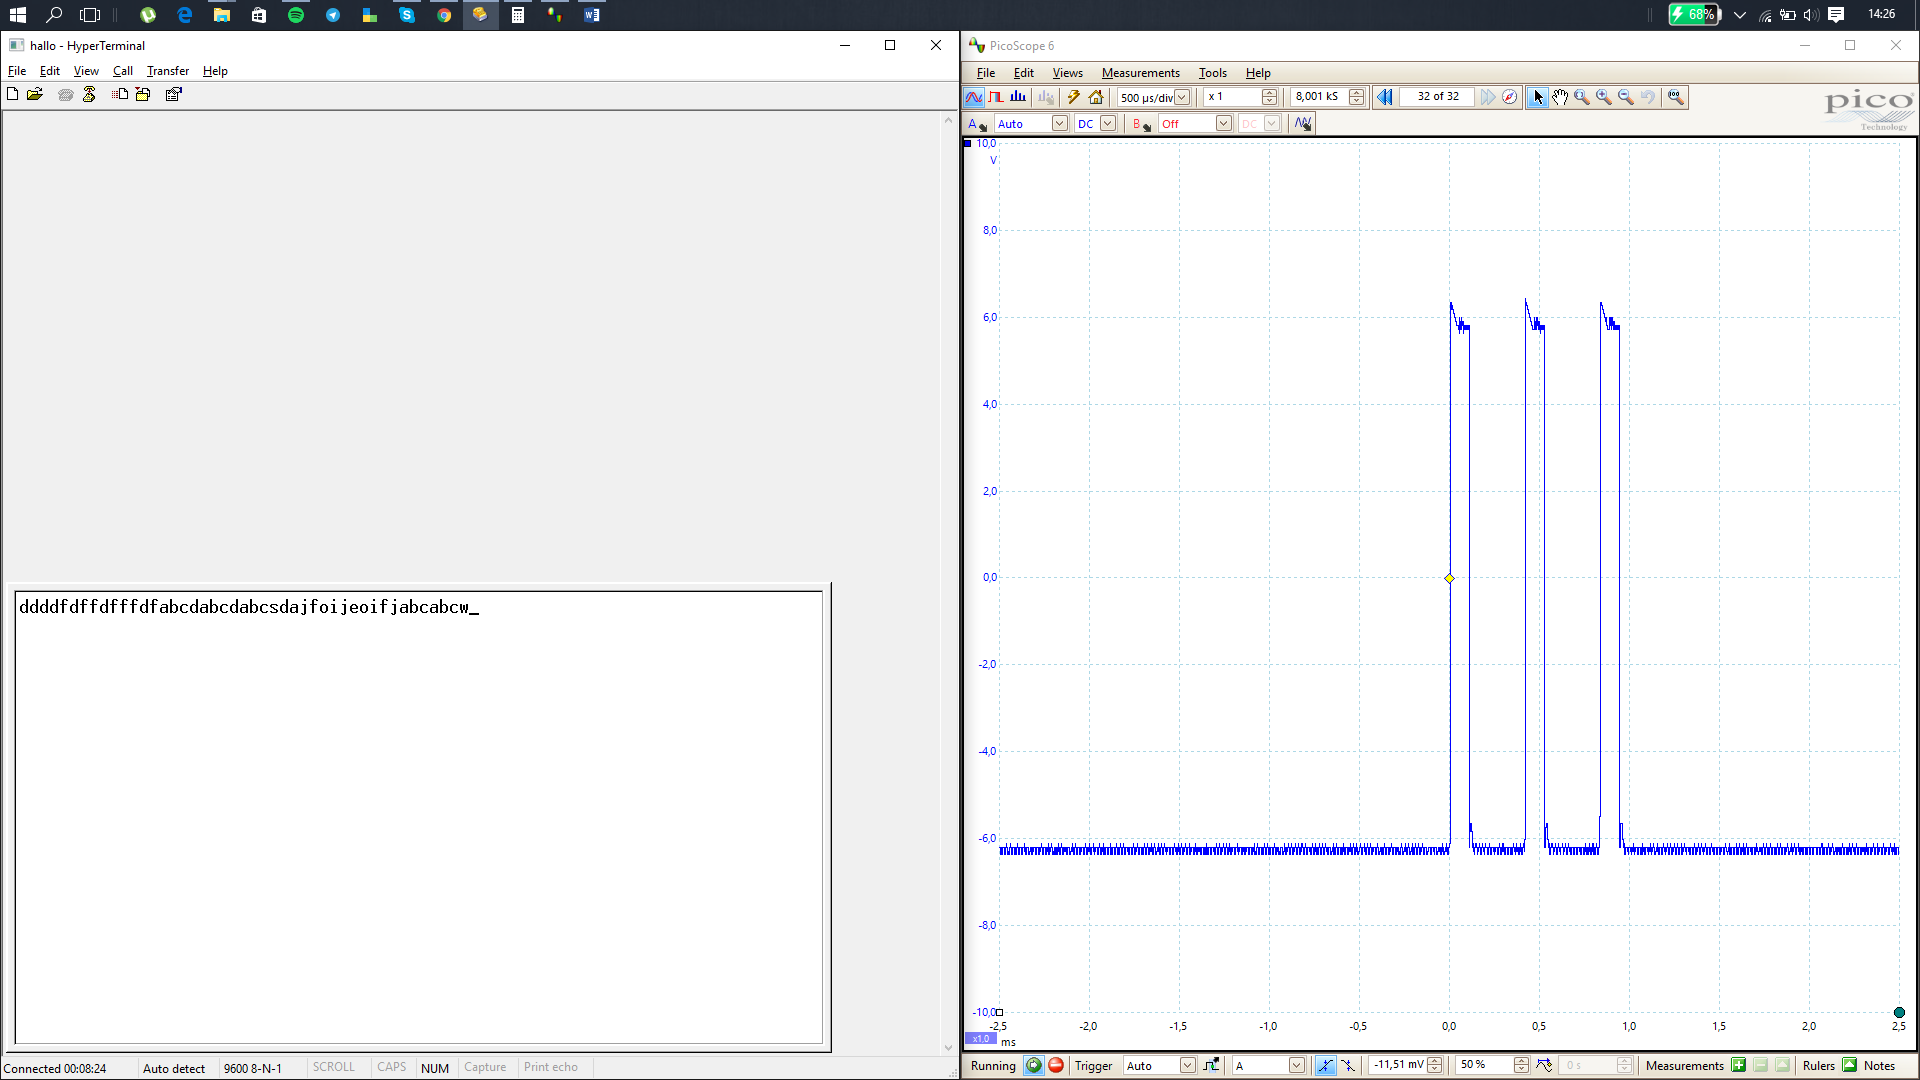 68%
14:26
hallo - HyperTerminal
File Edit View Call Transfer Help
ddddfdffdfffdfabcdabcdabcsdajfoijeoifjabcabcw_
Connected 00:08:24 Auto detect 9600 8-N-1 SCROLL CAPS NUM Capture Print echo
PicoScope 6
File Edit Views Measurements Tools Help
500 µs/div x 1 8,001 kS 32 of 32
pico
Technology
A Auto DC B Off DC
10,0
V
8,0
6,0
4,0
2,0
0,0
-2,0
-4,0
-6,0
-8,0
-10,0
-2,5 -2,0 -1,5 -1,0 -0,5 0,0 0,5 1,0 1,5 2,0 2,5
x1,0 ms
Running Trigger Auto A -11,51 mV 50 % 0 s Measurements Rulers Notes